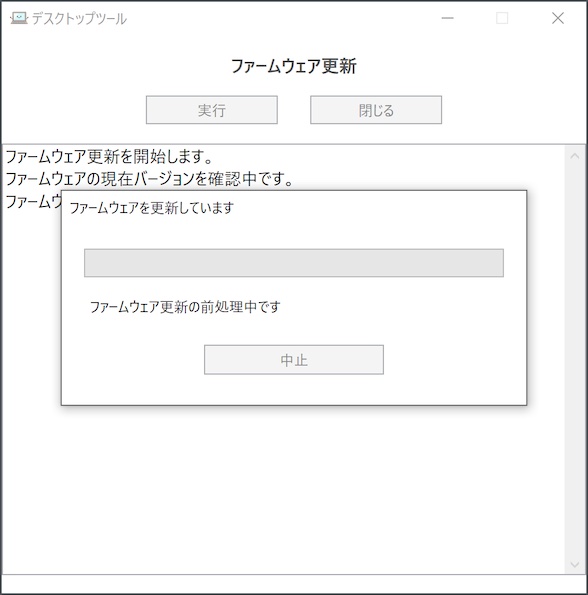 デスクトップツール
ファームウェア更新
実行
閉じる
ファームウェア更新を開始します。
ファームウェアの現在バージョンを確認中です。
ファームウ
ファームウェアを更新しています
ファームウェア更新の前処理中です
中止